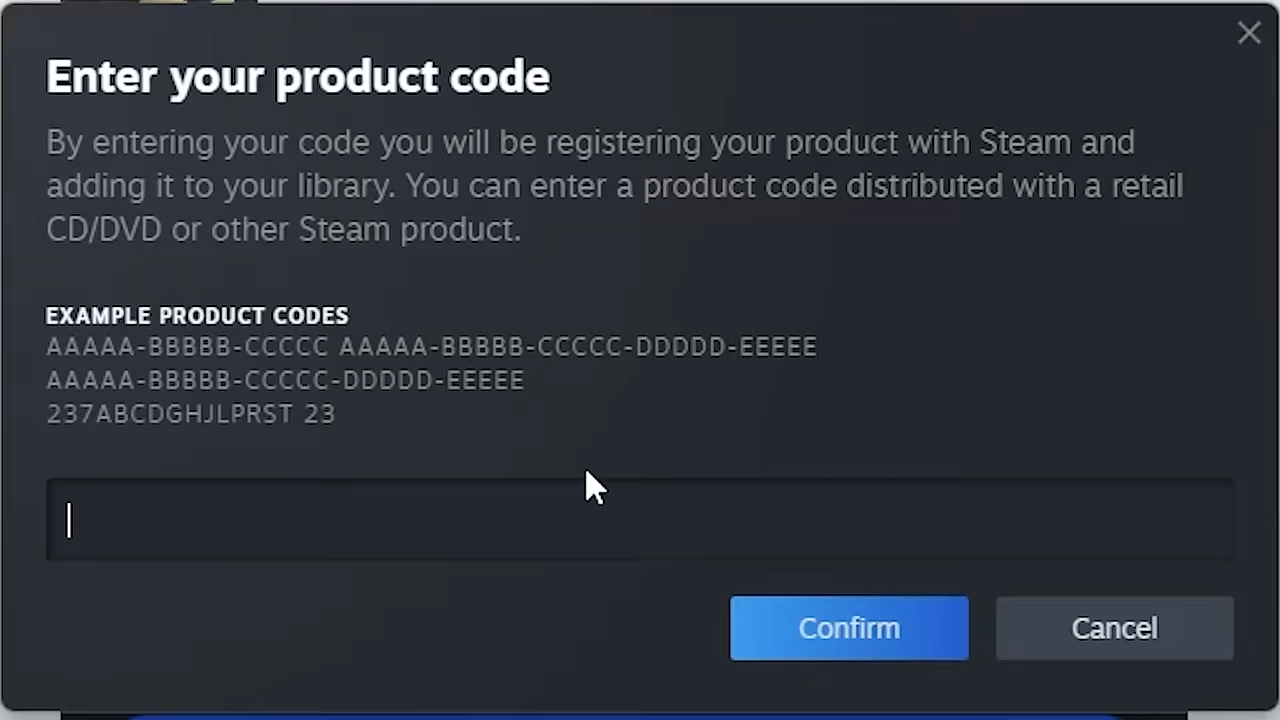 Enter your product code
By entering your code you will be registering your product with Steam and
adding it to your library. You can enter a product code distributed with a retail
CD/DVD or other Steam product.
EXAMPLE PRODUCT CODES
AAAAA-BBBBB-CCCCC AAAAA-BBBBB-CCCCC-DDDDD-EEEEE
AAAAA-BBBBB-CCCCC-DDDDD-EEEEE
237ABCDGHJLPRST 23
Confirm
Cancel